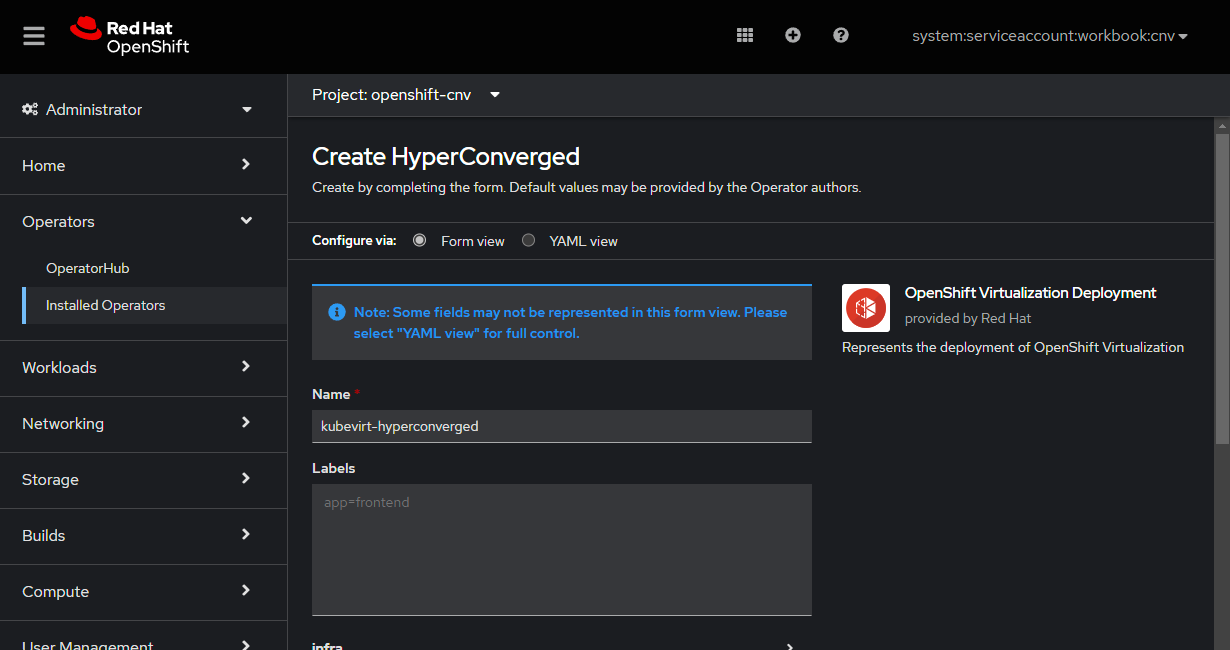 Red Hat
OpenShift
system:serviceaccount:workbook:cnv
Administrator
Home
Operators
OperatorHub
Installed Operators
Workloads
Networking
Storage
Builds
Compute
User Management
Project: openshift-cnv
Create HyperConverged
Create by completing the form. Default values may be provided by the Operator authors.
Configure via: Form view YAML view
Note: Some fields may not be represented in this form view. Please
select "YAML view" for full control.
Name *
kubevirt-hyperconverged
Labels
app=frontend
infra
OpenShift Virtualization Deployment
provided by Red Hat
Represents the deployment of OpenShift Virtualization